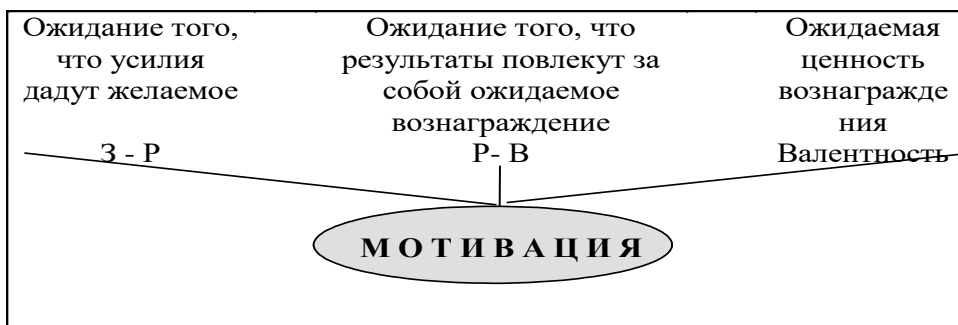 Ожидание того,
что усилия
дадут желаемое
З - Р
Ожидание того, что
результаты повлекут за
собой ожидаемое
вознаграждение
Р- В
Ожидаемая
ценность
вознагражде
ния
Валентность
М О Т И В А Ц И Я